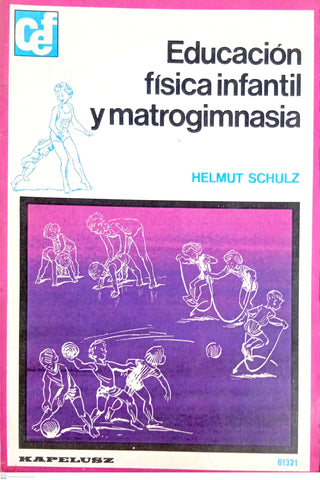 cef
Educación
física infantil
y matrogimnasia
HELMUT SCHULZ
KAPELUSZ
61321